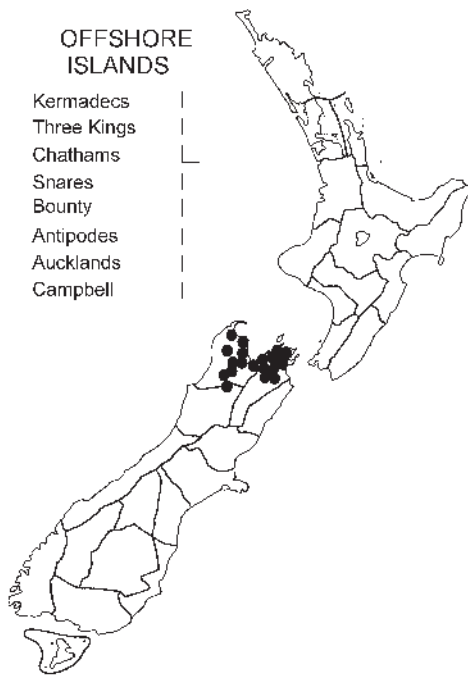 OFFSHORE
ISLANDS
Kermadecs
Three Kings
Chathams
Snares
Bounty
Antipodes
Aucklands
Campbell